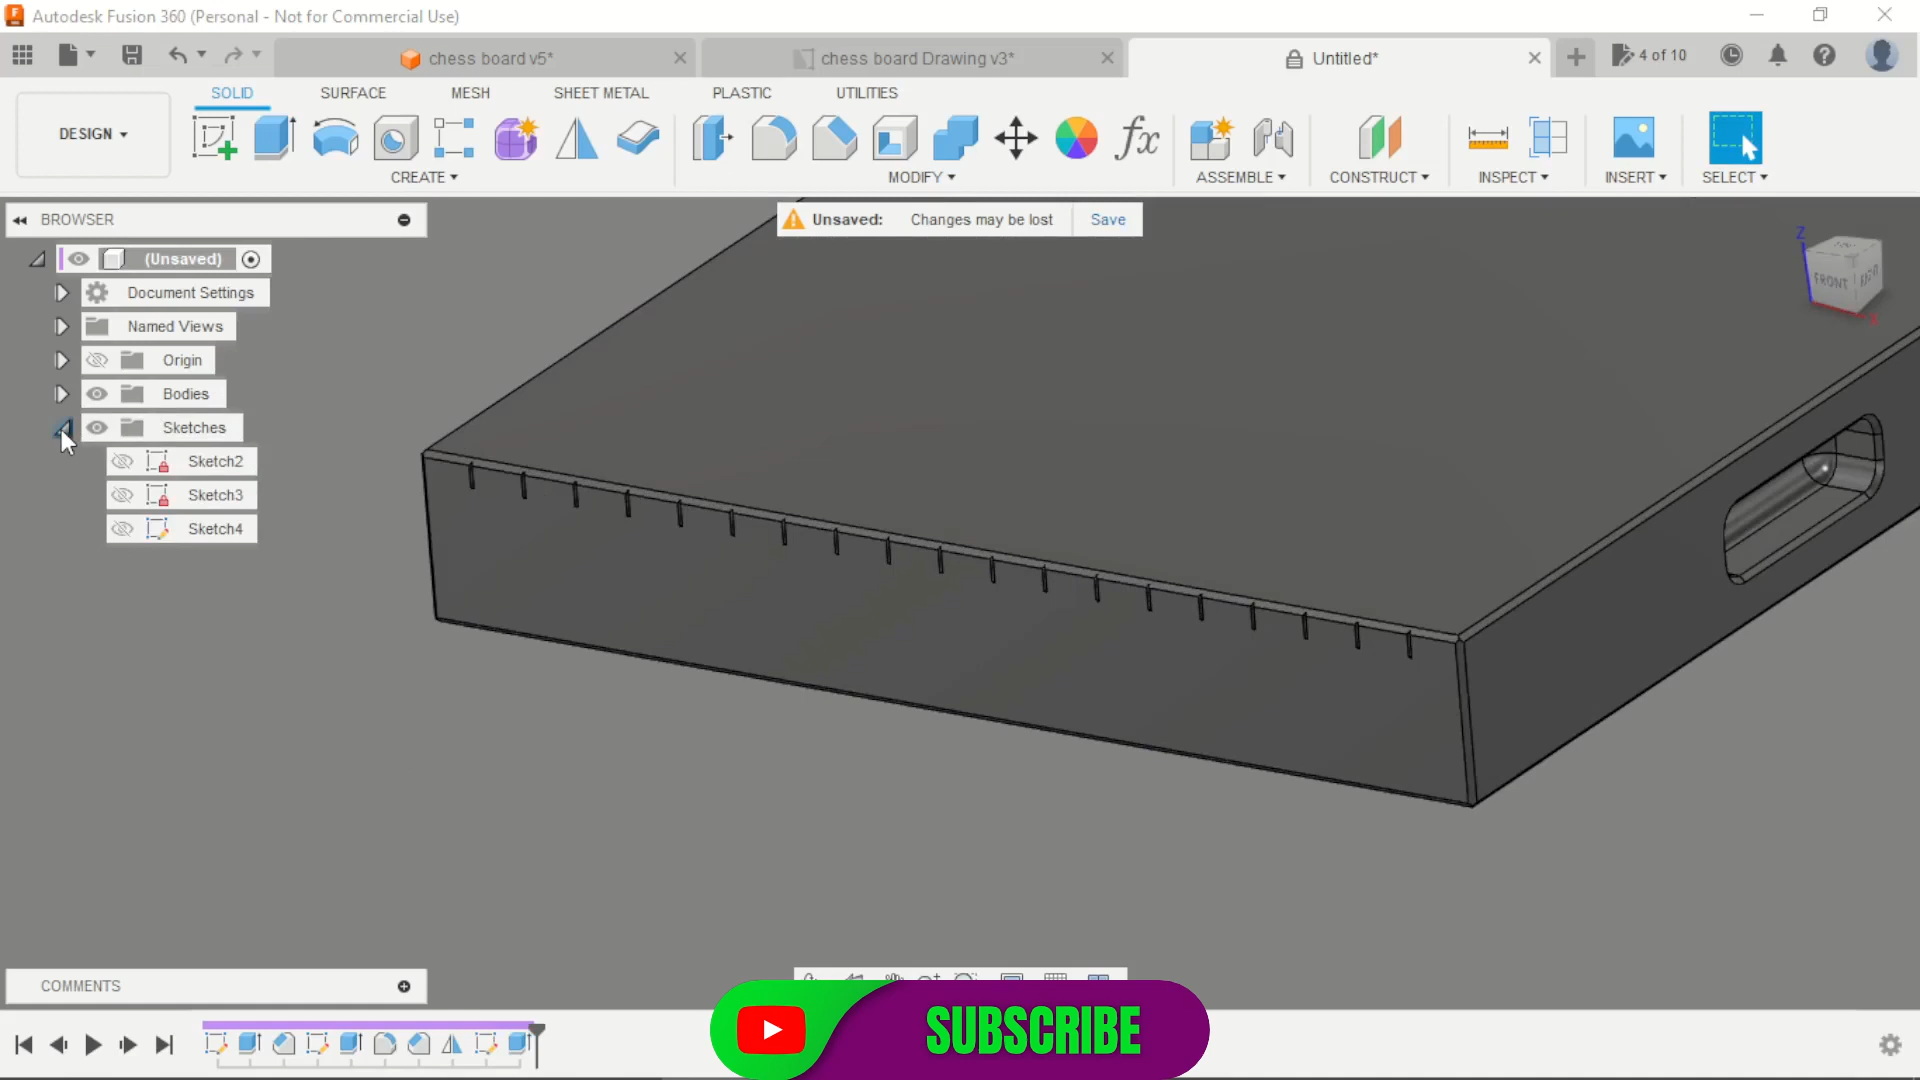 Autodesk Fusion 360 (Personal - Not for Commercial Use)
chess board v5*
chess board Drawing v3*
Untitled*
4 of 10
SOLID
SURFACE
MESH
SHEET METAL
PLASTIC
UTILITIES
DESIGN
CREATE
MODIFY
ASSEMBLE
CONSTRUCT
INSPECT
INSERT
SELECT
BROWSER
Unsaved: Changes may be lost Save
(Unsaved)
Document Settings
Named Views
Origin
Bodies
Sketches
Sketch2
Sketch3
Sketch4
Z
FRONT
COMMENTS
SUBSCRIBE